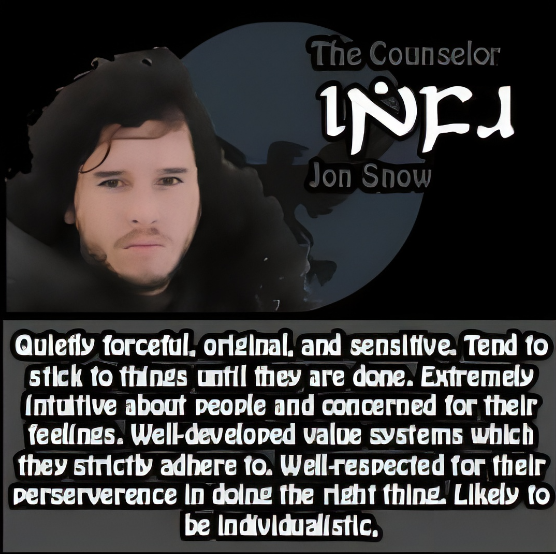 The Counselor
INFJ
Jon Snow
Quietly forceful, original, and sensitive. Tend to
stick to things until they are done. Extremely
intuitive about people and concerned for their
feelings. Well-developed value systems which
they strictly adhere to. Well-respected for their
perserverence in doing the right thing. Likely to
be individualistic.